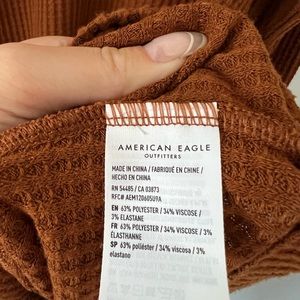 AMERICAN EAGLE
OUTFITTERS
MADE IN CHINA / FABRIQUÉ EN CHINE /
HECHO EN CHINA
RN 54485 / CA 03873
RFC# AEM120605U9A
EN 63% POLYESTER / 34% VISCOSE /
3% ELASTANE
FR 63% POLYESTER / 34% VISCOSE / 3%
ÉLASTHANNE
SP 63% poliéster / 34% viscosa / 3%
elastano